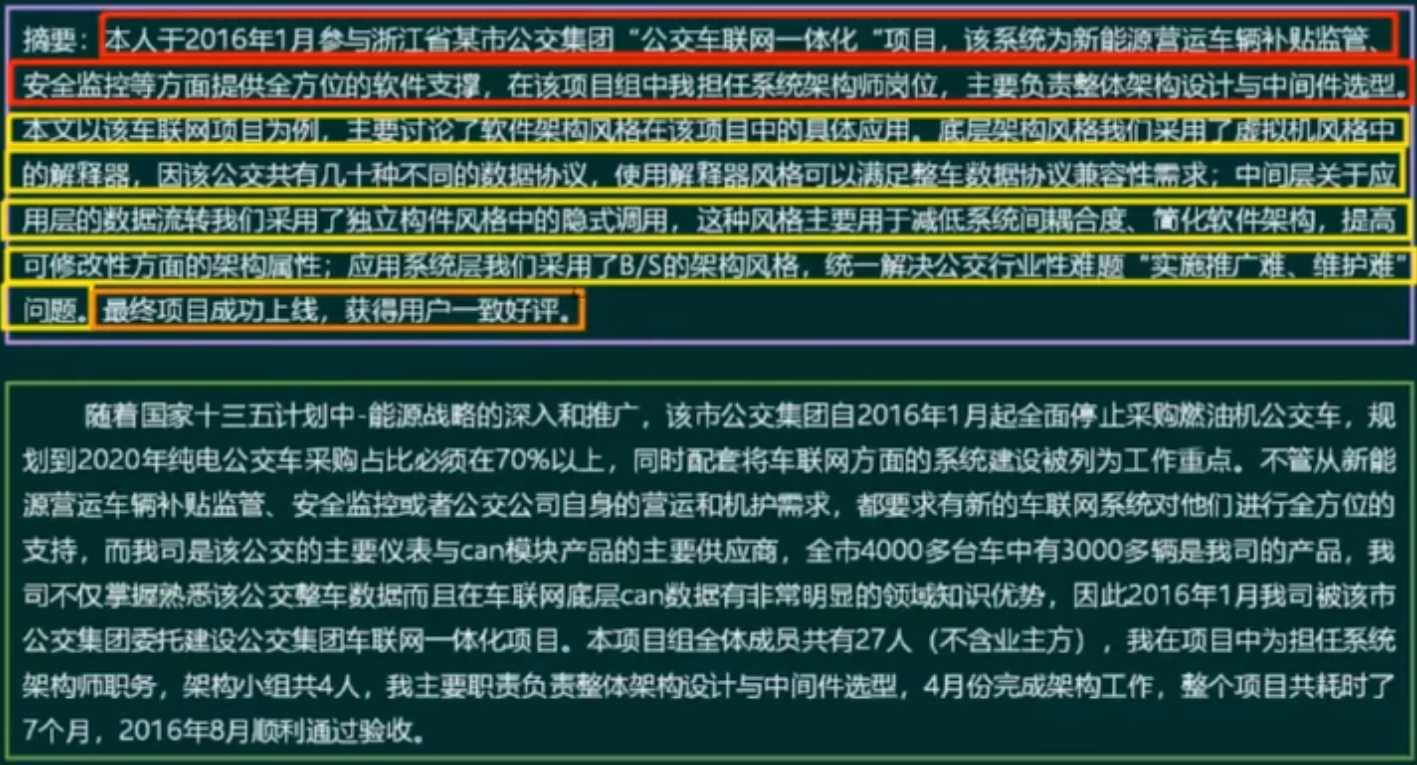 摘要：本人于2016年1月参与浙江省某市公交集团“公交车联网一体化“项目，该系统为新能源营运车辆补贴监管、
安全监控等方面提供全方位的软件支撑，在该项目组中我担任系统架构师岗位，主要负责整体架构设计与中间件选型。
本文以该车联网项目为例，主要讨论了软件架构风格在该项目中的具体应用。底层架构风格我们采用了虚拟机风格中
的解释器，因该公交共有几十种不同的数据协议，使用解释器风格可以满足整车数据协议兼容性需求；中间层关于应
用层的数据流转我们采用了独立构件风格中的隐式调用，这种风格主要用于减低系统间耦合度、简化软件架构，提高
可修改性方面的架构属性；应用系统层我们采用了B/S的架构风格，统一解决公交行业性难题“实施推广难、维护难”
问题。最终项目成功上线，获得用户一致好评。
随着国家十三五计划中-能源战略的深入和推广，该市公交集团自2016年1月起全面停止采购燃油机公交车，规
划到2020年纯电公交车采购占比必须在70%以上，同时配套将车联网方面的系统建设被列为工作重点。不管从新能
源营运车辆补贴监管、安全监控或者公交公司自身的营运和机护需求，都要求有新的车联网系统对他们进行全方位的
支持，而我司是该公交的主要仪表与can模块产品的主要供应商，全市4000多台车中有3000多辆是我司的产品，我
司不仅掌握熟悉该公交整车数据而且在车联网底层can数据有非常明显的领域知识优势，因此2016年1月我司被该市
公交集团委托建设公交集团车联网一体化项目。本项目组全体成员共有27人（不含业主方），我在项目中为担任系统
架构师职务，架构小组共4人，我主要职责负责整体架构设计与中间件选型，4月份完成架构工作，整个项目共耗时了
7个月，2016年8月顺利通过验收。